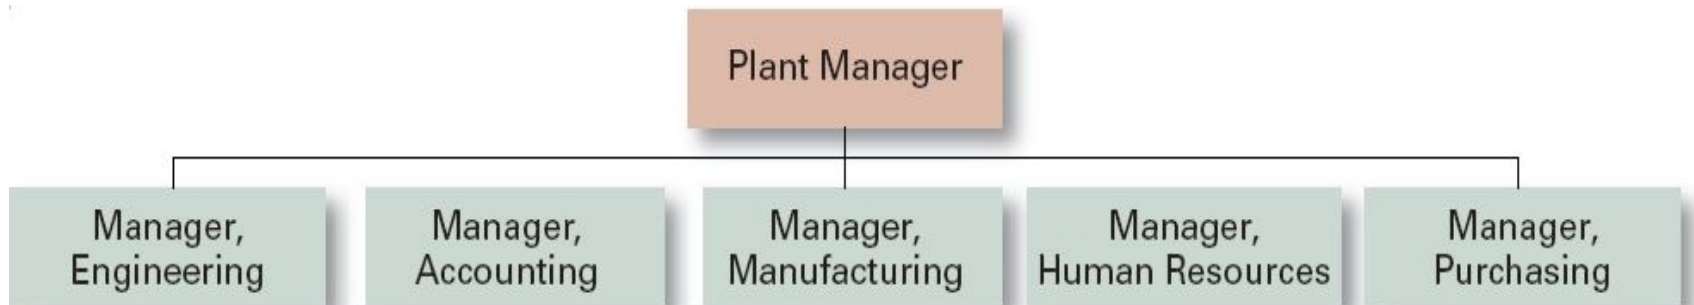 Plant Manager
Manager,
Engineering
Manager,
Accounting
Manager,
Manufacturing
Manager,
Human Resources
Manager,
Purchasing